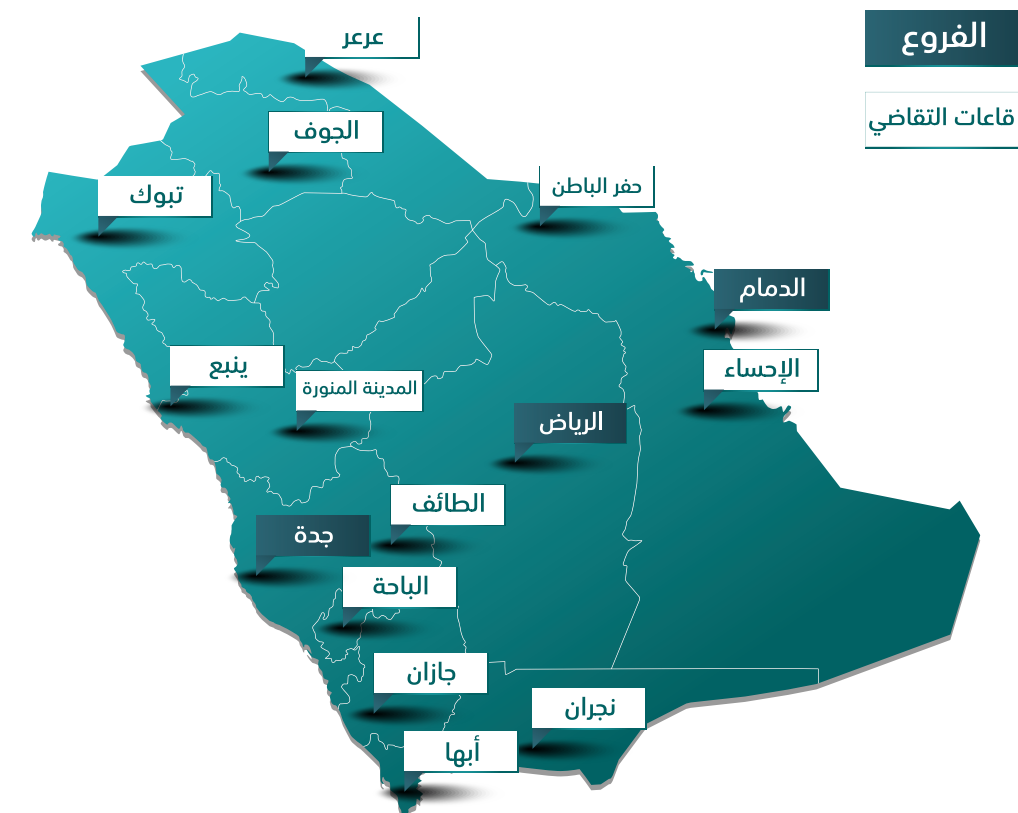 الفروع
قاعات التقاضي
عرعر
الجوف
تبوك
حفر الباطن
الدمام
الإحساء
ينبع
المدينة المنورة
الرياض
الطائف
جدة
الباحة
جازان
نجران
أبها